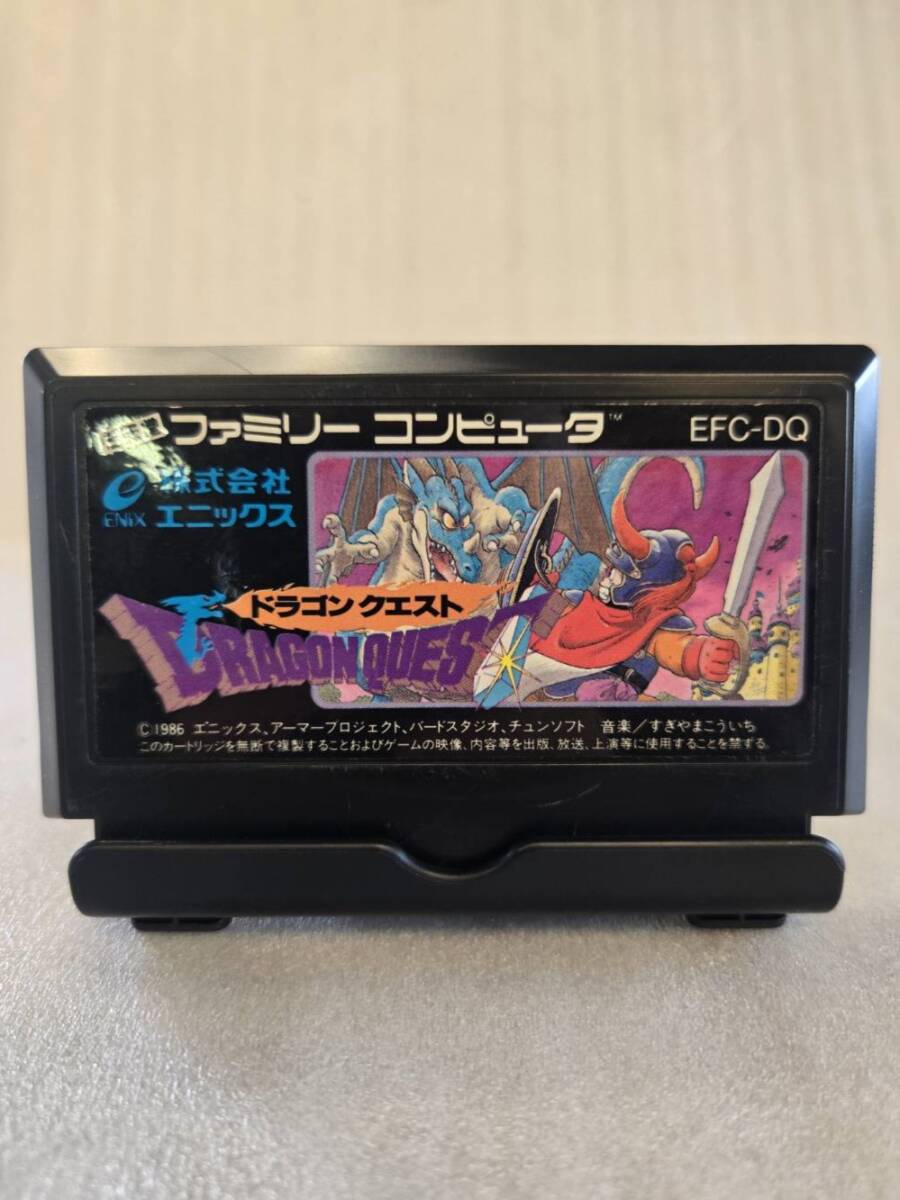 ファミリー コンピュータ™ EFC-DQ
株式会社
ENIX エニックス
ドラゴン クエスト
DRAGON QUEST
©1986 エニックス、アーマープロジェクト、バードスタジオ、チュンソフト 音楽/すぎやまこういち
このカートリッジを無断で複製することおよびゲームの映像、内容等を出版、放送、上演等に使用することを禁ずる。